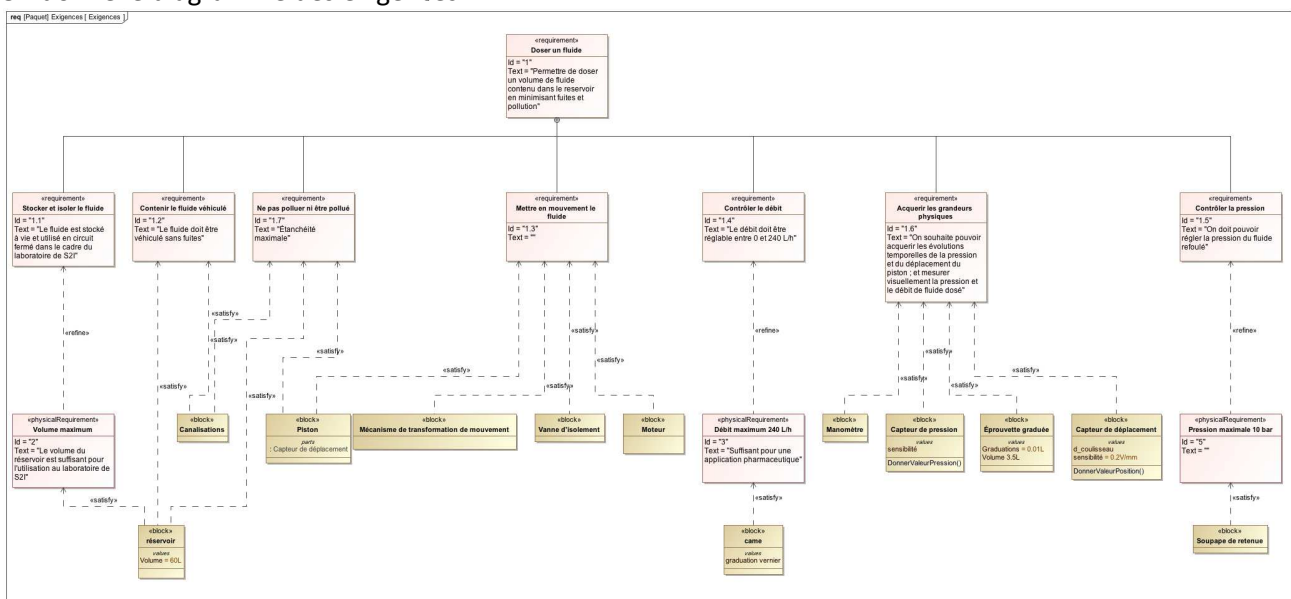 req [Paquet] Exigences [ Exigences ]
«requirement»
Doser un fluide
Id = "1"
Text = "Permettre de doser
un volume de fluide
contenu dans le reservoir
en minimisant fuites et
pollution"
«requirement»
Stocker et isoler le fluide
Id = "1.1"
Text = "Le fluide est stocké
à vie et utilisé en circuit
fermé dans le cadre du
laboratoire de S2I"
«requirement»
Contenir le fluide véhiculé
Id = "1.2"
Text = "Le fluide doit être
véhiculé sans fuites"
«requirement»
Ne pas polluer ni être pollué
Id = "1.7"
Text = "Étanchéité
maximale"
«requirement»
Mettre en mouvement le
fluide
Id = "1.3"
Text = ""
«requirement»
Contrôler le débit
Id = "1.4"
Text = "Le débit doit être
réglable entre 0 et 240 L/h"
«requirement»
Acquerir les grandeurs
physiques
Id = "1.6"
Text = "On souhaite pouvoir
acquerir les évolutions
temporelles de la pression
et du déplacement du
piston ; et mesurer
visuellement la pression et
le débit de fluide dosé"
«requirement»
Contrôler la pression
Id = "1.5"
Text = "On doit pouvoir
régler la pression du fluide
refoulé"
«refine»
«satisfy»
«satisfy»
«satisfy»
«satisfy»
«satisfy»
«satisfy»
«refine»
«satisfy»
«satisfy»
«refine»
«physicalRequirement»
Volume maximum
Id = "2"
Text = "Le volume du
réservoir est suffisant pour
l'utilisation au laboratoire de
S2I"
«block»
Canalisations
«block»
Piston
parts
: Capteur de déplacement
«block»
Mécanisme de transformation de mouvement
«block»
Vanne d'isolement
«block»
Moteur
«physicalRequirement»
Débit maximum 240 L/h
Id = "3"
Text = "Suffisant pour une
application pharmaceutique"
«block»
Manomètre
«block»
Capteur de pression
values
sensibilité
DonnerValeurPression()
«block»
Éprouvette graduée
values
Graduations = 0.01L
Volume 3.5L
«block»
Capteur de déplacement
values
d_coulisseau
sensibilité = 0.2V/mm
DonnerValeurPosition()
«physicalRequirement»
Pression maximale 10 bar
Id = "5"
Text = ""
«satisfy»
«satisfy»
«satisfy»
«block»
réservoir
values
Volume = 60L
«block»
came
values
graduation vernier
«block»
Soupape de retenue